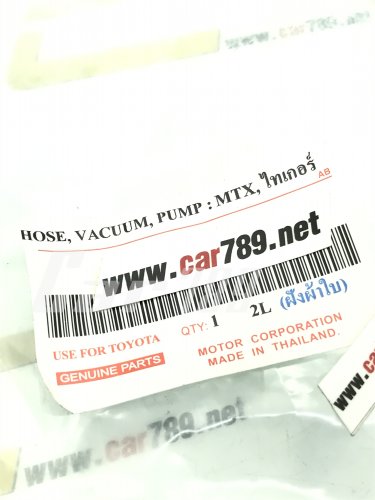 www.car789.net
HOSE, VACUUM, PUMP : MTX, ไทเกอร์
AB
www.car789.net
QTY: 1 2L (ฝั่งผ้าใบ)
USE FOR TOYOTA MOTOR CORPORATION
GENUINE PARTS MADE IN THAILAND.
www.car789.net
www.car